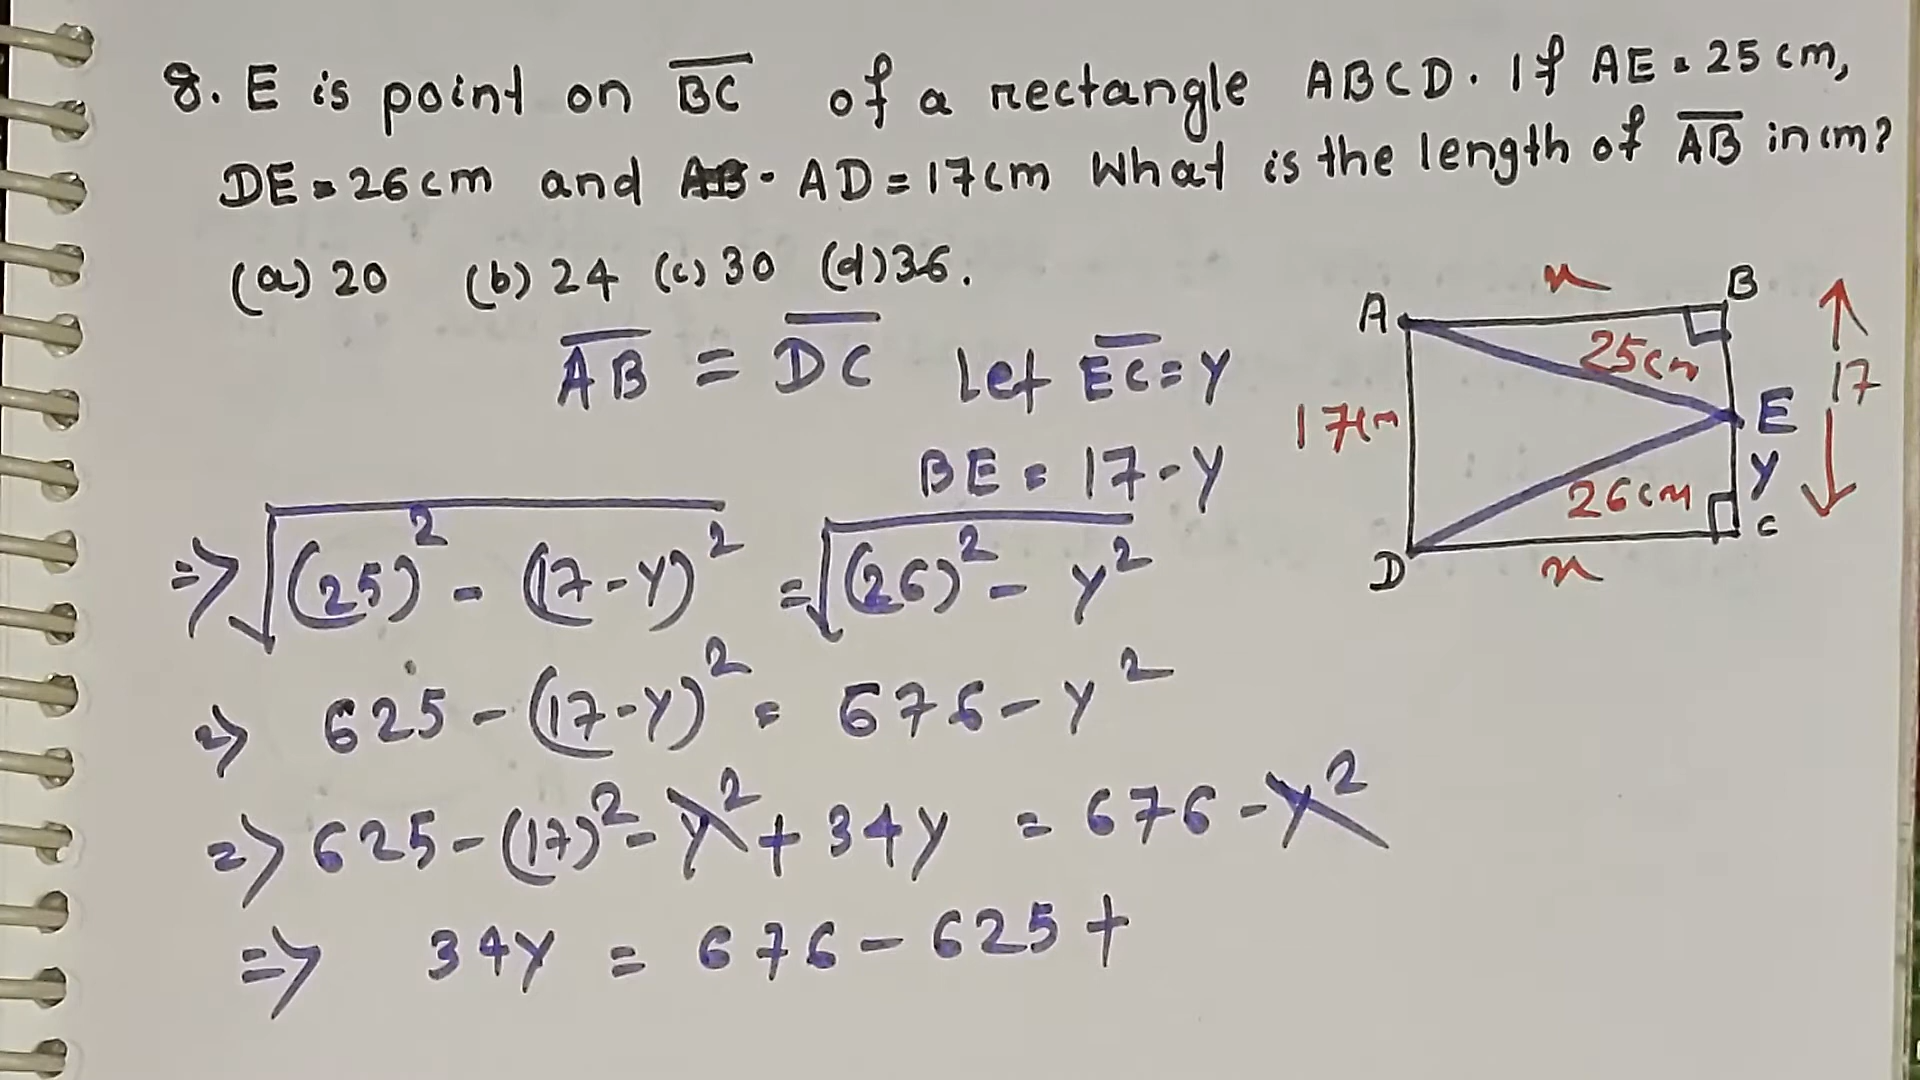 8. E is point on BC of a rectangle ABCD. If AE = 25 cm,
DE = 26 cm and AD = 17 cm What is the length of AB in cm?
(a) 20 (b) 24 (c) 30 (d) 36.
AB = DC Let EC = Y
BE = 17 - Y
⇒ √(25)² - (17-Y)² = √(26)² - Y²
⇒ 625 - (17-Y)² = 676 - Y²
⇒ 625 - (17)² - Y² + 34Y = 676 - Y²
⇒ 34Y = 676 - 625 +
x
A
B
25cm
17cm
17
E
Y
26cm
C
D
x